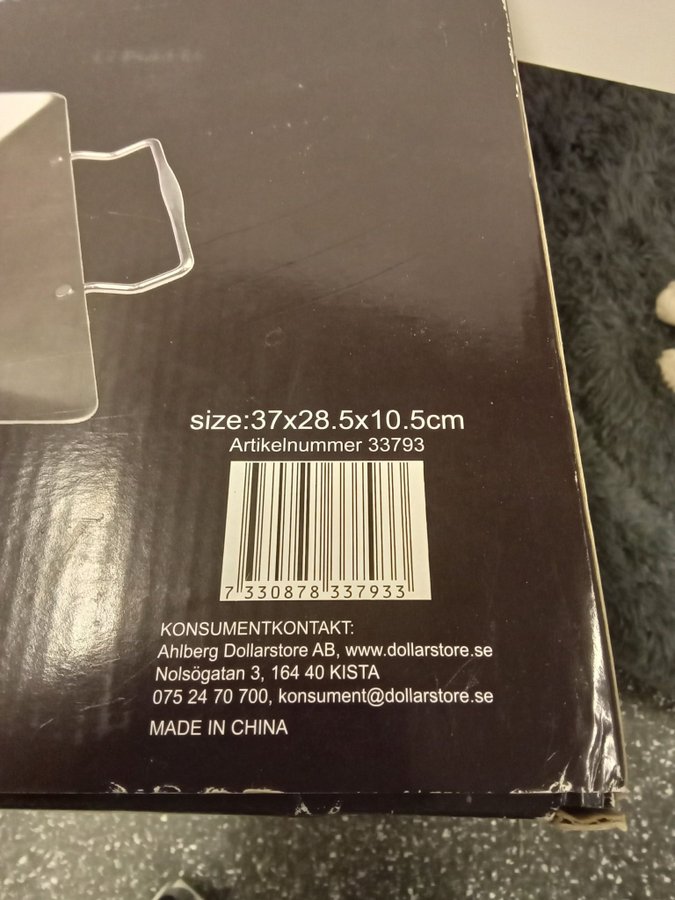 size:37x28.5x10.5cm
Artikelnummer 33793
7 330878 337933
KONSUMENTKONTAKT:
Ahlberg Dollarstore AB, www.dollarstore.se
Nolsögatan 3, 164 40 KISTA
075 24 70 700, konsument@dollarstore.se
MADE IN CHINA